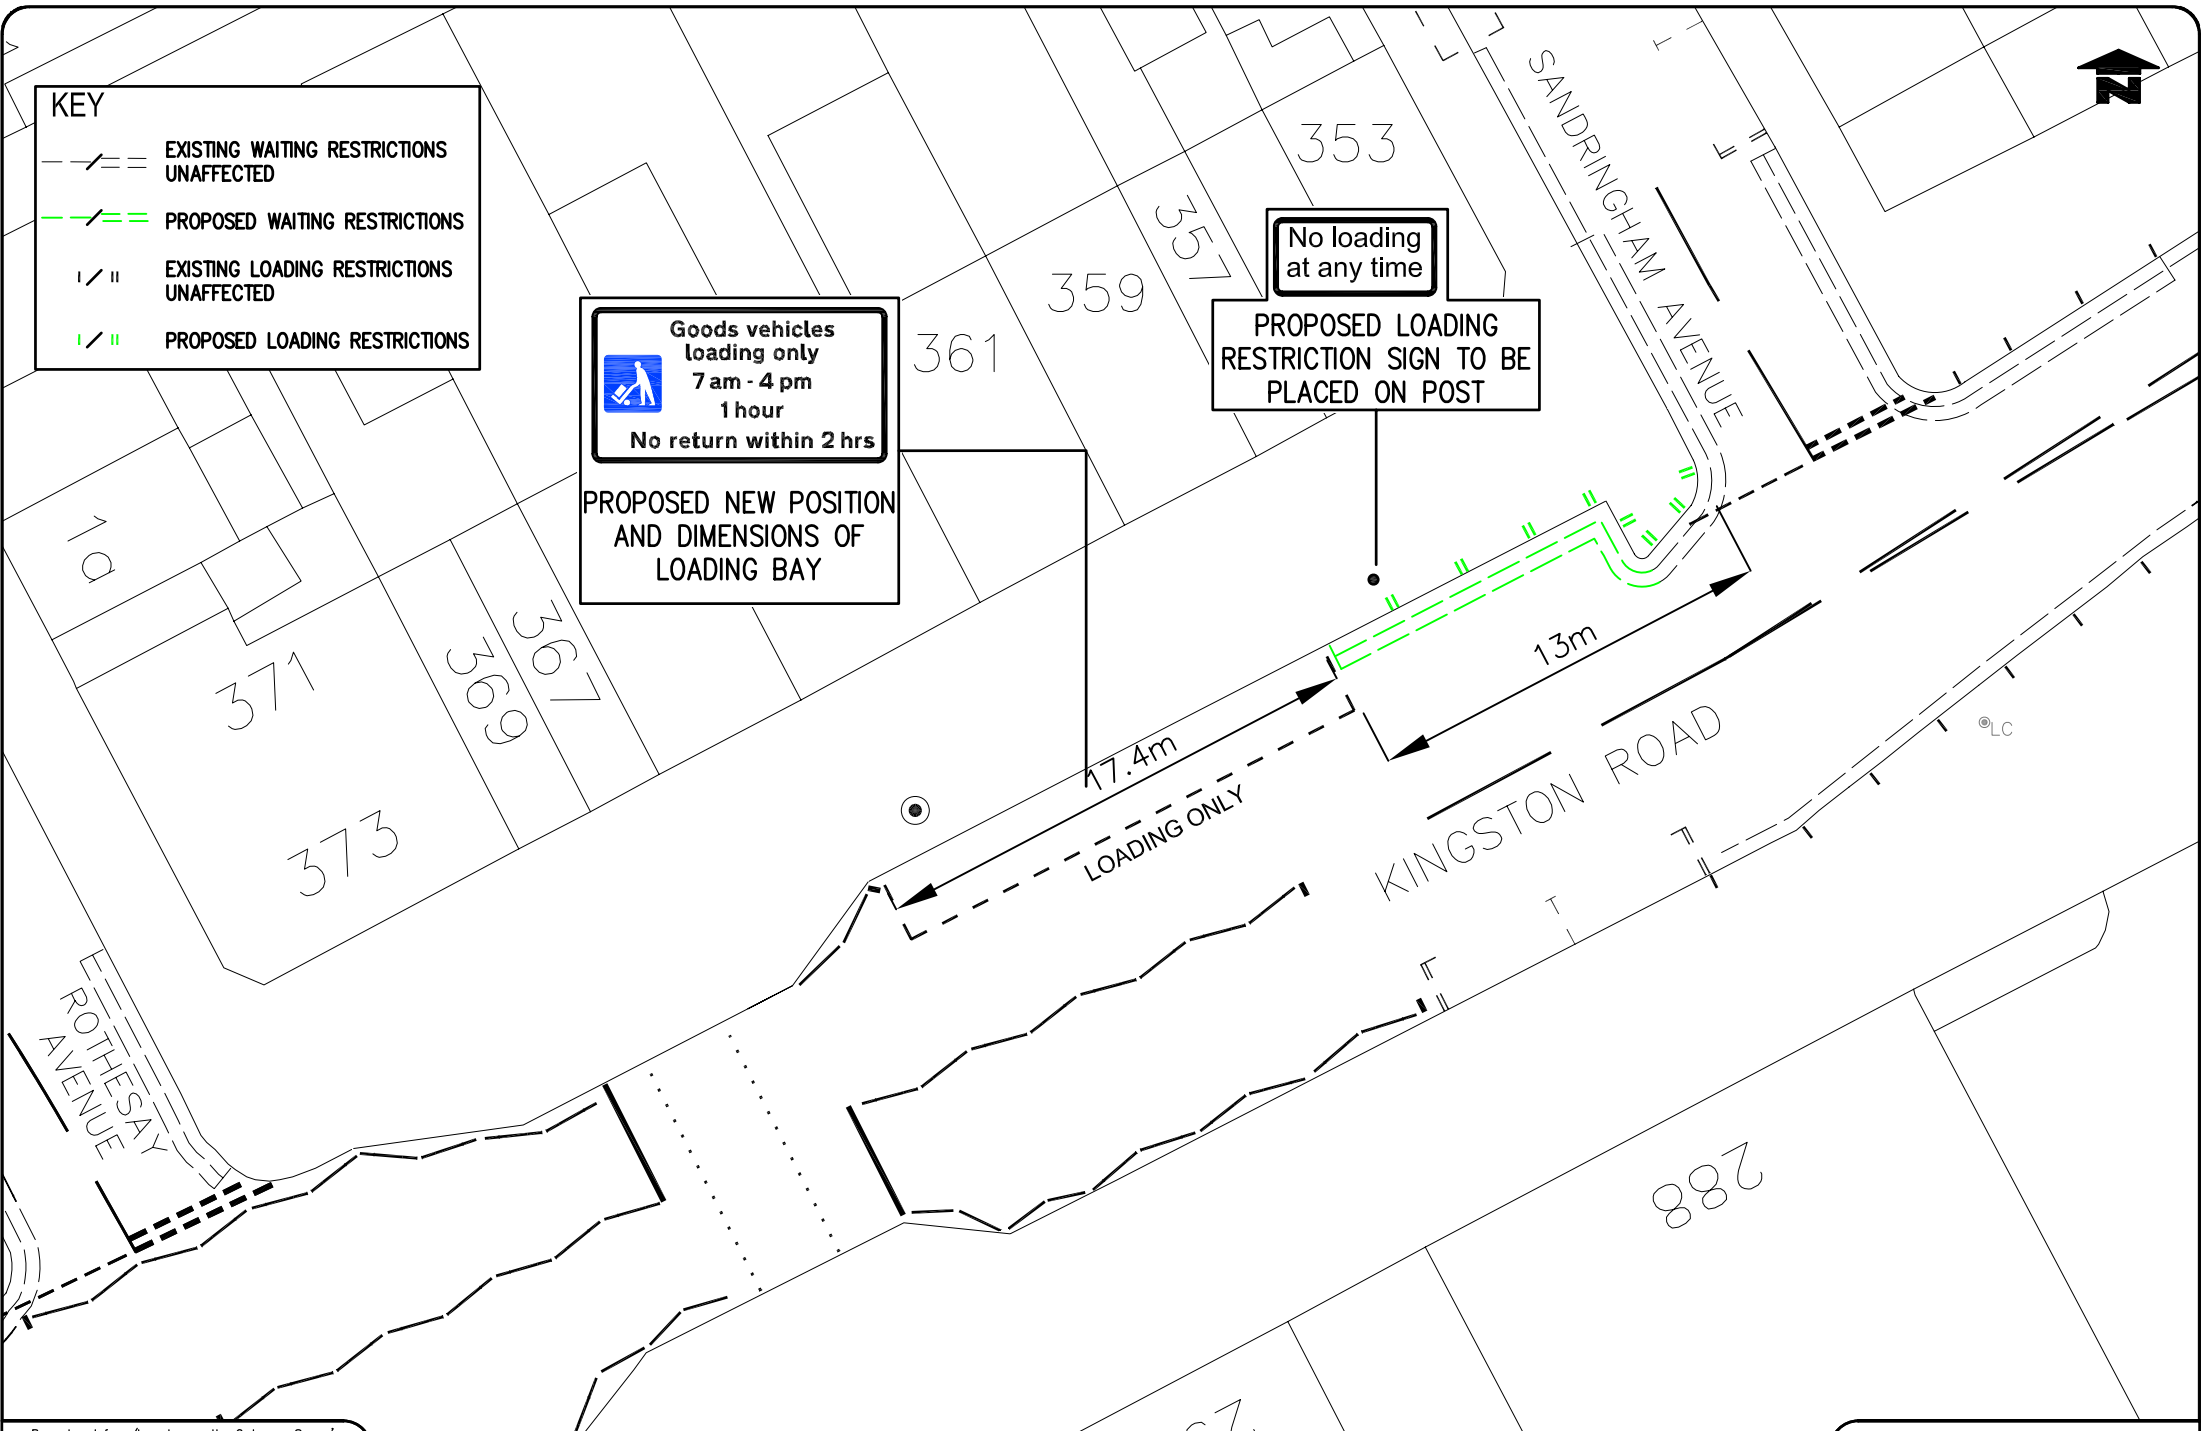 KEY
EXISTING WAITING RESTRICTIONS
UNAFFECTED
PROPOSED WAITING RESTRICTIONS
EXISTING LOADING RESTRICTIONS
UNAFFECTED
PROPOSED LOADING RESTRICTIONS
Goods vehicles
loading only
7 am - 4 pm
1 hour
No return within 2 hrs
PROPOSED NEW POSITION
AND DIMENSIONS OF
LOADING BAY
No loading
at any time
PROPOSED LOADING
RESTRICTION SIGN TO BE
PLACED ON POST
353
357
359
361
367
369
371
373
1a
288
SANDRINGHAM AVENUE
13m
17.4m
LOADING ONLY
KINGSTON ROAD
LC
ROTHESAY
AVENUE
N